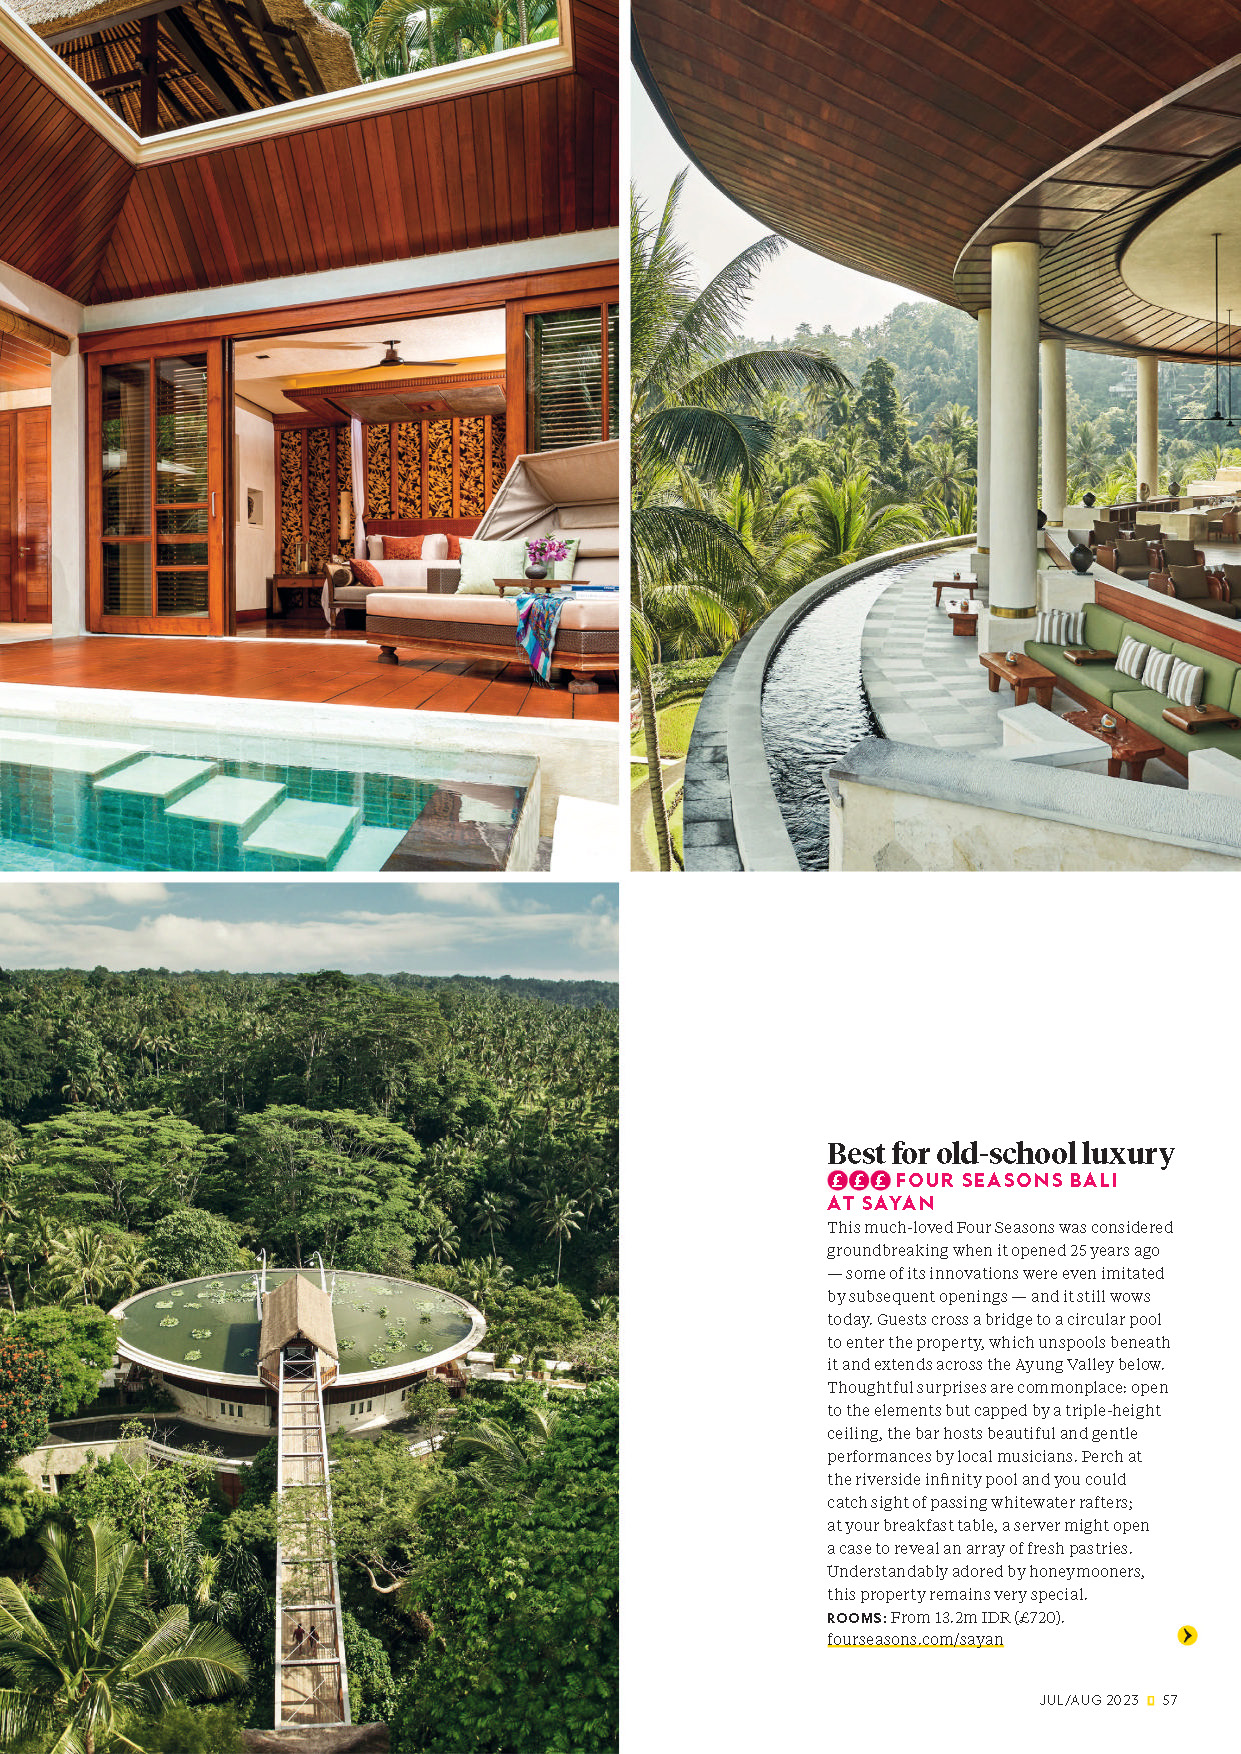 Best for old-school luxury
£££ FOUR SEASONS BALI
AT SAYAN
This much-loved Four Seasons was considered
groundbreaking when it opened 25 years ago
— some of its innovations were even imitated
by subsequent openings — and it still wows
today. Guests cross a bridge to a circular pool
to enter the property, which unspools beneath
it and extends across the Ayung Valley below.
Thoughtful surprises are commonplace: open
to the elements but capped by a triple-height
ceiling, the bar hosts beautiful and gentle
performances by local musicians. Perch at
the riverside infinity pool and you could
catch sight of passing whitewater rafters;
at your breakfast table, a server might open
a case to reveal an array of fresh pastries.
Understandably adored by honeymooners,
this property remains very special.
ROOMS: From 13.2m IDR (£720).
fourseasons.com/sayan
JUL/AUG 2023 57